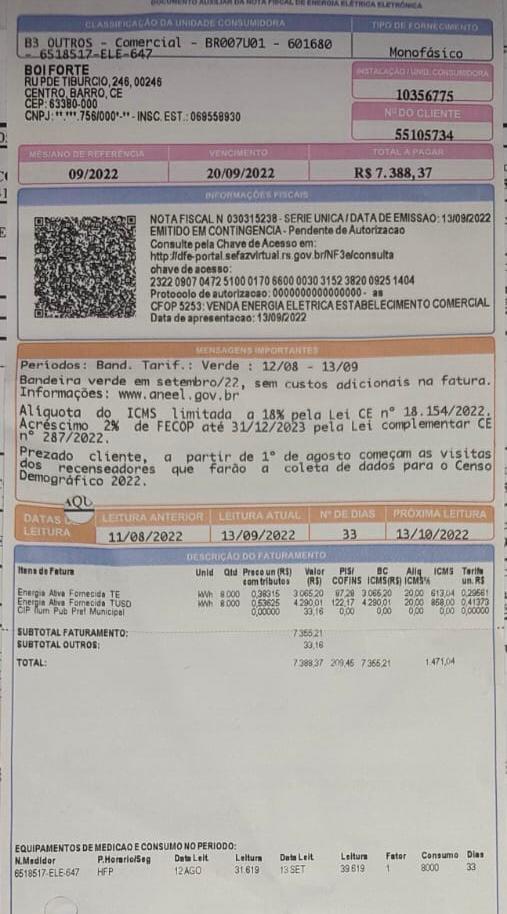 DOCUMENTO AUXILIAR DA NOTA FISCAL DE ENERGIA ELÉTRICA ELETRÔNICA
CLASSIFICAÇÃO DA UNIDADE CONSUMIDORA
TIPO DE FORNECIMENTO
B3 OUTROS - Comercial - BR007U01 - 601680
- 6518517-ELE-647
Monofásico
BOI FORTE
RU PDE TIBURCIO, 246, 00246
CENTRO, BARRO, CE
CEP: 63380-000
CNPJ: **.***.756/000*-** - INSC. EST.: 069558930
INSTALAÇÃO / UNID. CONSUMIDORA
10356775
Nº DO CLIENTE
55105734
MÊS/ANO DE REFERÊNCIA VENCIMENTO TOTAL A PAGAR
09/2022 20/09/2022 R$ 7.388,37
INFORMAÇÕES FISCAIS
NOTA FISCAL N 030315238 - SERIE UNICA / DATA DE EMISSAO: 13/09/2022
EMITIDO EM CONTINGENCIA - Pendente de Autorizacao
Consulte pela Chave de Acesso em:
http://dfe-portal.sefazvirtual.rs.gov.br/NF3e/consulta
chave de acesso:
2322 0907 0472 5100 0170 6600 0030 3152 3820 0925 1404
Protocolo de autorizacao: 0000000000000000 - as
CFOP 5253: VENDA ENERGIA ELETRICA ESTABELECIMENTO COMERCIAL
Data de apresentacao: 13/09/2022
MENSAGENS IMPORTANTES
Períodos: Band. Tarif.: Verde : 12/08 - 13/09
Bandeira verde em setembro/22, sem custos adicionais na fatura.
Informações: www.aneel.gov.br
Alíquota do ICMS limitada a 18% pela Lei CE nº 18.154/2022.
Acréscimo 2% de FECOP até 31/12/2023 pela Lei complementar CE
nº 287/2022.
Prezado cliente, a partir de 1º de agosto começam as visitas
dos recenseadores que farão a coleta de dados para o Censo
Demográfico 2022.
AQU
DATAS DE LEITURA LEITURA ANTERIOR LEITURA ATUAL Nº DE DIAS PRÓXIMA LEITURA
11/08/2022 13/09/2022 33 13/10/2022
DESCRIÇÃO DO FATURAMENTO
Itens de Fatura Unid Qtd Preço un (R$) com tributos Valor (R$) PIS/ COFINS BC ICMS(R$) Alíq ICMS% ICMS Tarifa un. R$
Energia Ativa Fornecida TE kWh 8.000 0,38315 3.065,20 87,28 3.065,20 20,00 613,04 0,29561
Energia Ativa Fornecida TUSD kWh 8.000 0,53625 4.290,01 122,17 4.290,01 20,00 858,00 0,41373
CIP Ilum Pub Pref Municipal 0,00000 33,16 0,00 0,00 0,00 0,00 0,00000
SUBTOTAL FATURAMENTO: 7.355,21
SUBTOTAL OUTROS: 33,16
TOTAL: 7.388,37 209,45 7.355,21 1.471,04
EQUIPAMENTOS DE MEDICAO E CONSUMO NO PERIODO:
N.Medidor P.Horario/Seg Data Leit. Leitura Data Leit. Leitura Fator Consumo Dias
6518517-ELE-647 HFP 12 AGO 31.619 13 SET 39.619 1 8000 33